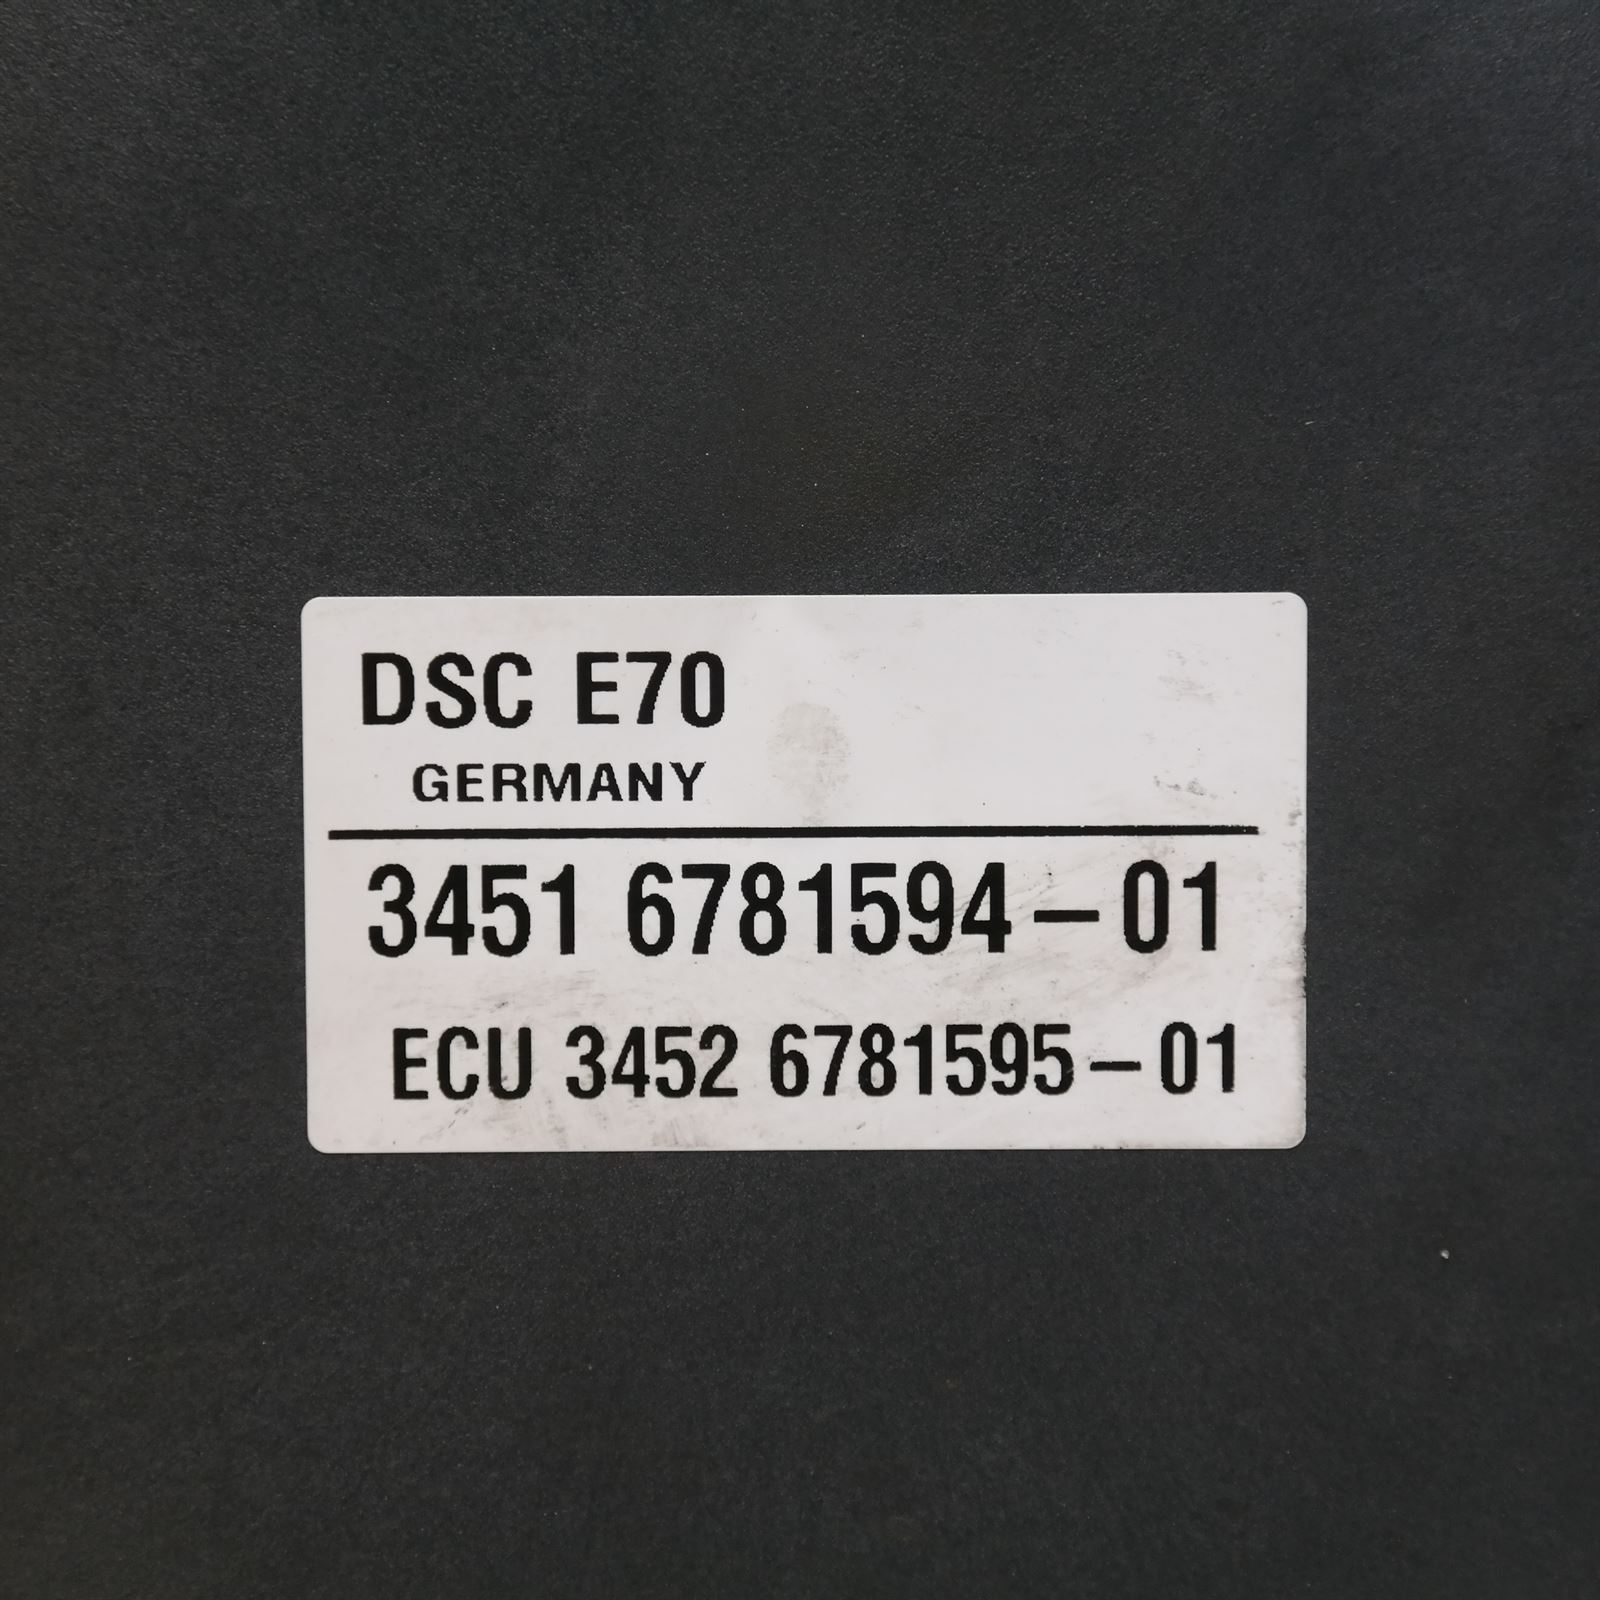 DSC E70
GERMANY
3451 6781594-01
ECU 3452 6781595-01